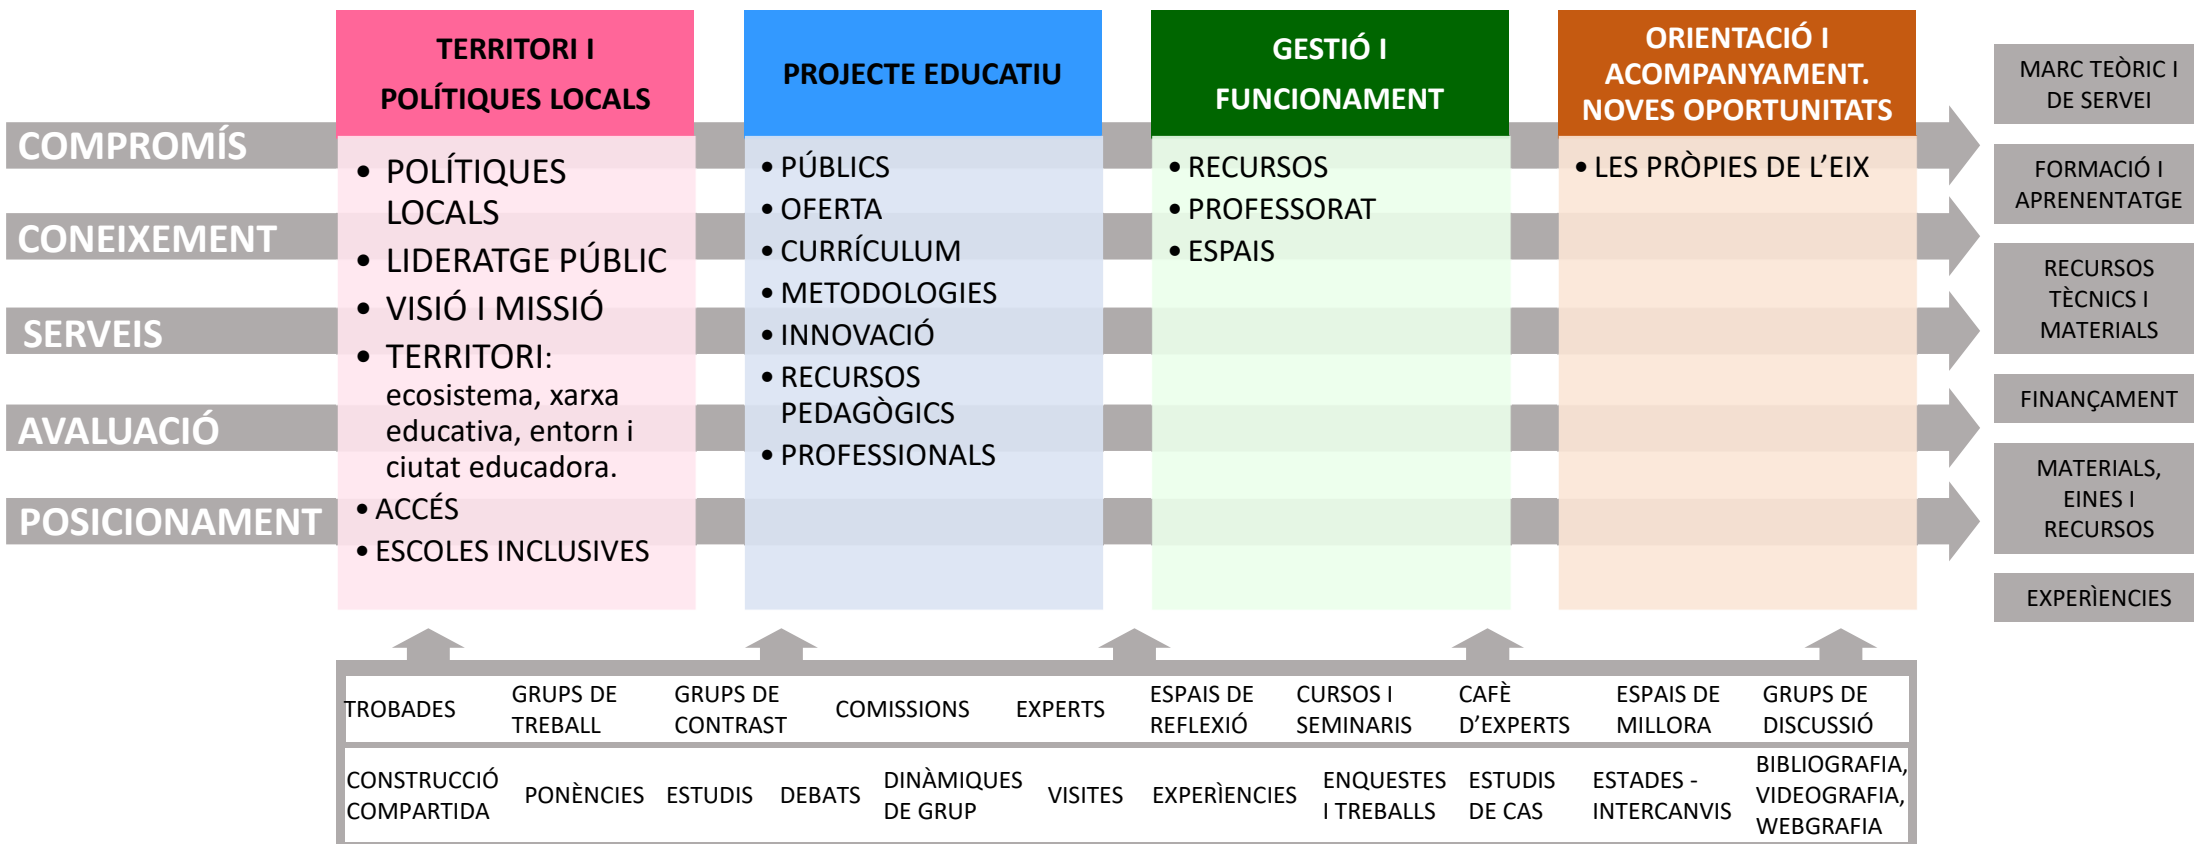 TERRITORI I
POLÍTIQUES LOCALS
PROJECTE EDUCATIU
GESTIÓ I
FUNCIONAMENT
ORIENTACIÓ I
ACOMPANYAMENT.
NOVES OPORTUNITATS
COMPROMÍS
CONEIXEMENT
SERVEIS
AVALUACIÓ
POSICIONAMENT
• POLÍTIQUES
LOCALS
• LIDERATGE PÚBLIC
• VISIÓ I MISSIÓ
• TERRITORI:
ecosistema, xarxa
educativa, entorn i
ciutat educadora.
• ACCÉS
• ESCOLES INCLUSIVES
• PÚBLICS
• OFERTA
• CURRÍCULUM
• METODOLOGIES
• INNOVACIÓ
• RECURSOS
PEDAGÒGICS
• PROFESSIONALS
• RECURSOS
• PROFESSORAT
• ESPAIS
• LES PRÒPIES DE L’EIX
MARC TEÒRIC I
DE SERVEI
FORMACIÓ I
APRENENTATGE
RECURSOS
TÈCNICS I
MATERIALS
FINANÇAMENT
MATERIALS,
EINES I
RECURSOS
EXPERÌENCIES
TROBADES
GRUPS DE
TREBALL
GRUPS DE
CONTRAST
COMISSIONS
EXPERTS
ESPAIS DE
REFLEXIÓ
CURSOS I
SEMINARIS
CAFÈ
D’EXPERTS
ESPAIS DE
MILLORA
GRUPS DE
DISCUSSIÓ
CONSTRUCCIÓ
COMPARTIDA
PONÈNCIES
ESTUDIS
DEBATS
DINÀMIQUES
DE GRUP
VISITES
EXPERÌENCIES
ENQUESTES
I TREBALLS
ESTUDIS
DE CAS
ESTADES -
INTERCANVIS
BIBLIOGRAFIA,
VIDEOGRAFIA,
WEBGRAFIA